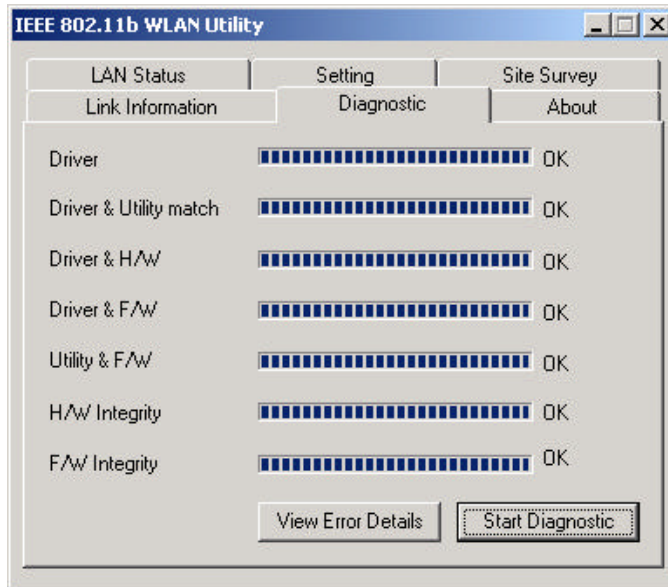 IEEE 802.11b WLAN Utility
LAN Status Setting Site Survey
Link Information Diagnostic About
Driver OK
Driver & Utility match OK
Driver & H/W OK
Driver & F/W OK
Utility & F/W OK
H/W Integrity OK
F/W Integrity OK
View Error Details Start Diagnostic